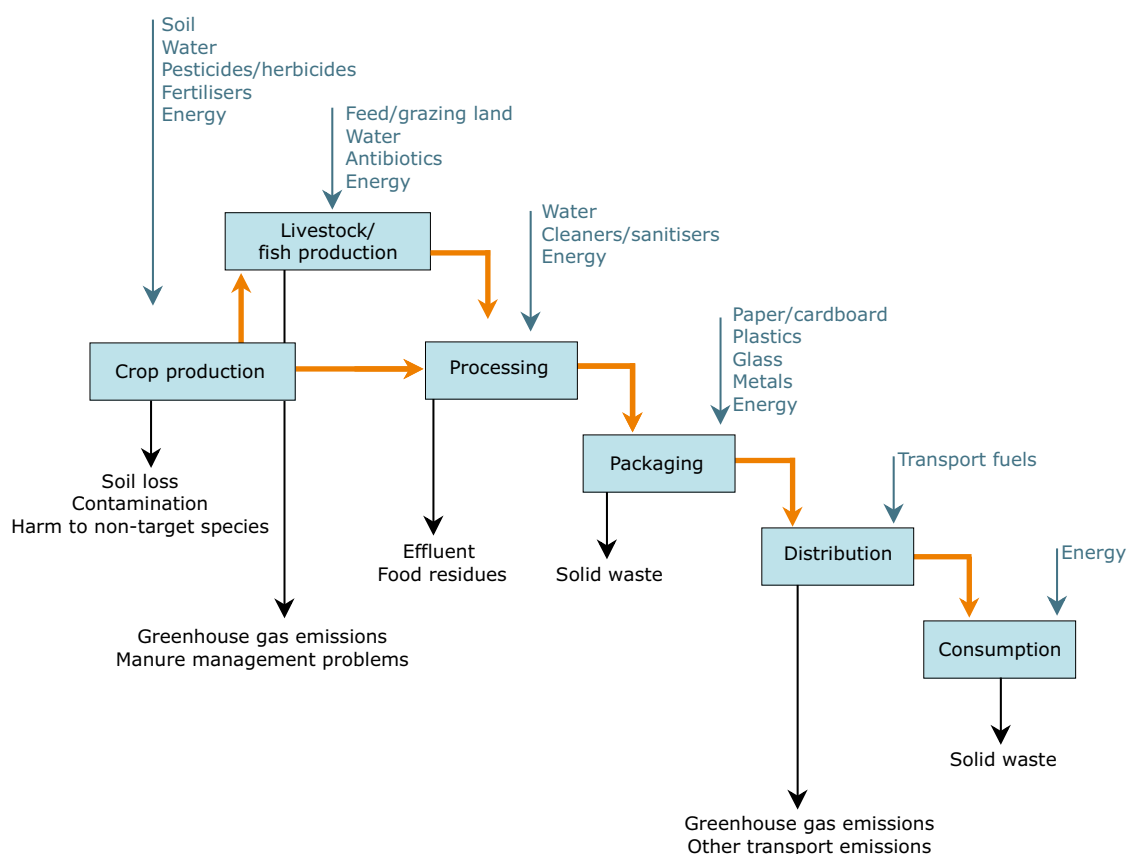 Soil
Water
Pesticides/herbicides
Fertilisers
Energy
Feed/grazing land
Water
Antibiotics
Energy
Livestock/
fish production
Water
Cleaners/sanitisers
Energy
Crop production
Processing
Paper/cardboard
Plastics
Glass
Metals
Energy
Soil loss
Contamination
Harm to non-target species
Packaging
Transport fuels
Effluent
Food residues
Solid waste
Distribution
Energy
Greenhouse gas emissions
Manure management problems
Consumption
Solid waste
Greenhouse gas emissions
Other transport emissions